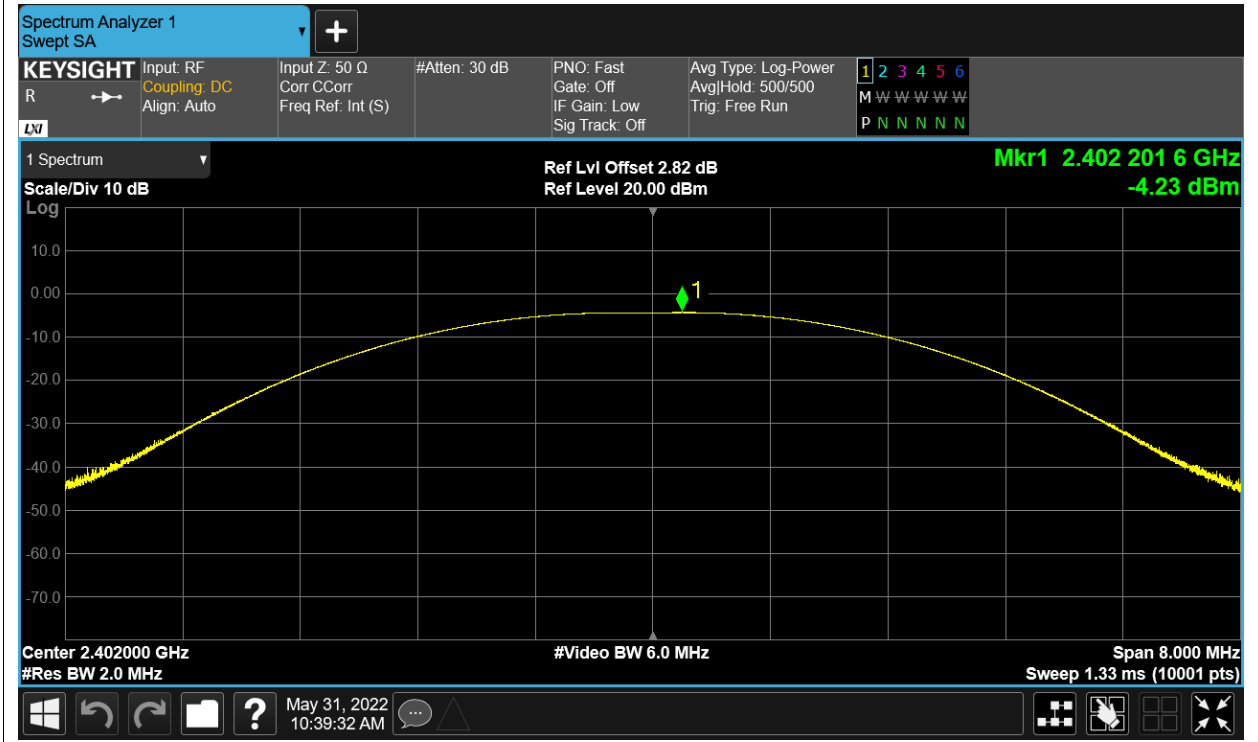 Spectrum Analyzer 1
Swept SA
KEYSIGHT
R
LXI
Input: RF
Coupling: DC
Align: Auto
Input Z: 50 Ω
Corr CCorr
Freq Ref: Int (S)
#Atten: 30 dB
PNO: Fast
Gate: Off
IF Gain: Low
Sig Track: Off
Avg Type: Log-Power
Avg|Hold: 500/500
Trig: Free Run
1 2 3 4 5 6
M W W W W W
P N N N N N
1 Spectrum
Scale/Div 10 dB
Log
Ref Lvl Offset 2.82 dB
Ref Level 20.00 dBm
Mkr1 2.402 201 6 GHz
-4.23 dBm
10.0
0.00
1
-10.0
-20.0
-30.0
-40.0
-50.0
-60.0
-70.0
Center 2.402000 GHz
#Res BW 2.0 MHz
#Video BW 6.0 MHz
Span 8.000 MHz
Sweep 1.33 ms (10001 pts)
?
May 31, 2022
10:39:32 AM